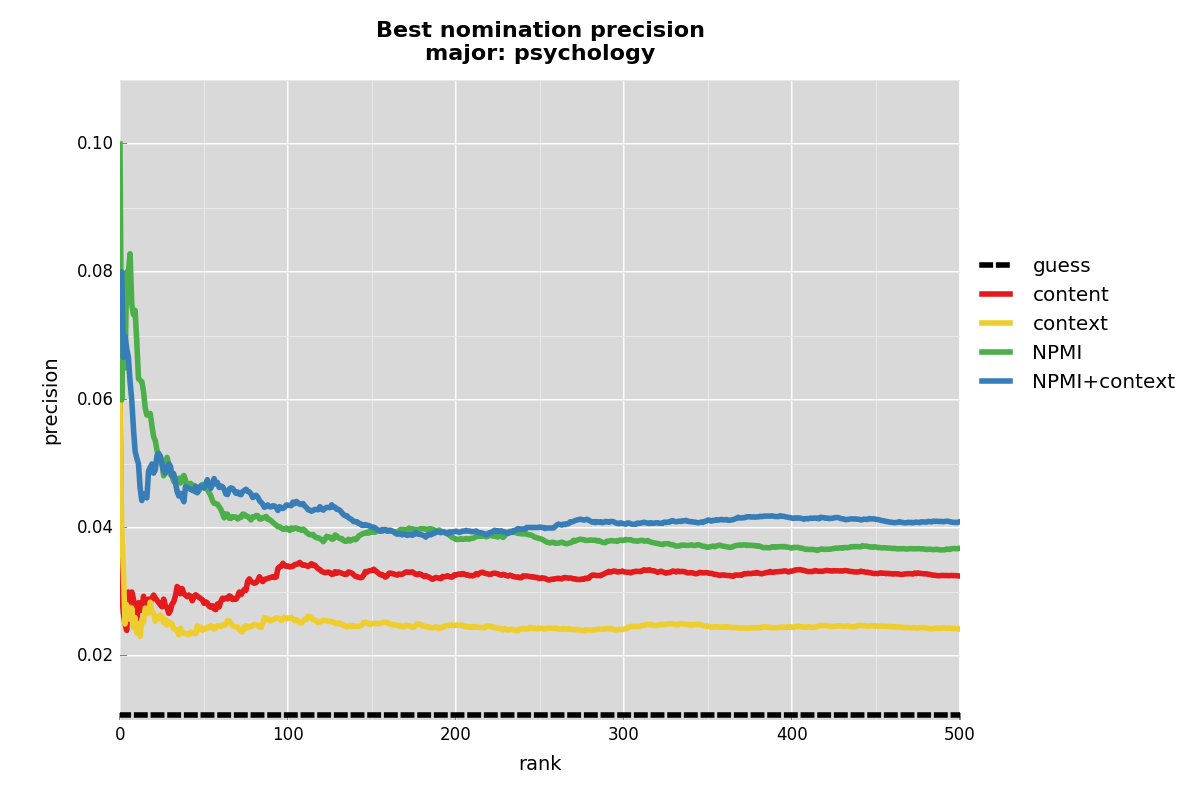 Best nomination precision
major: psychology
precision
0.10
0.08
0.06
0.04
0.02
0
100
200
300
400
500
rank
guess
content
context
NPMI
NPMI+context